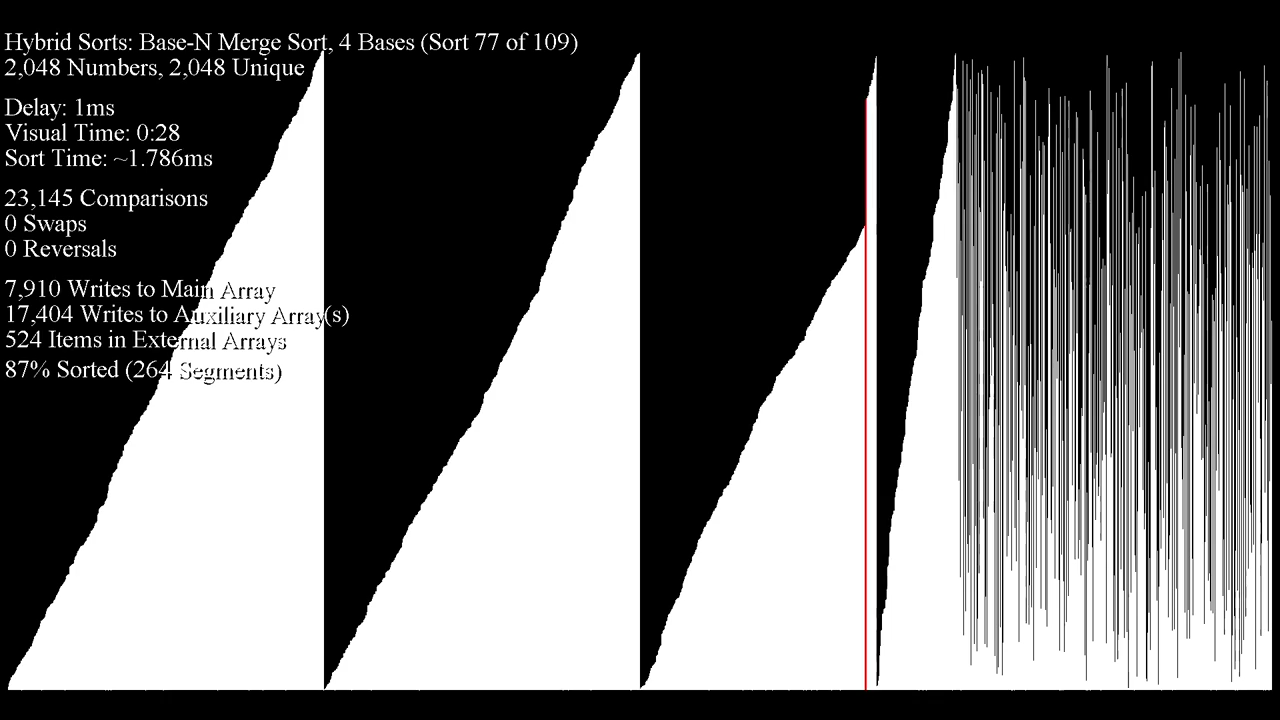 Hybrid Sorts: Base-N Merge Sort, 4 Bases (Sort 77 of 109)
2,048 Numbers, 2,048 Unique
Delay: 1ms
Visual Time: 0:28
Sort Time: ~1.786ms
23,145 Comparisons
0 Swaps
0 Reversals
7,910 Writes to Main Array
17,404 Writes to Auxiliary Array(s)
524 Items in External Arrays
87% Sorted (264 Segments)